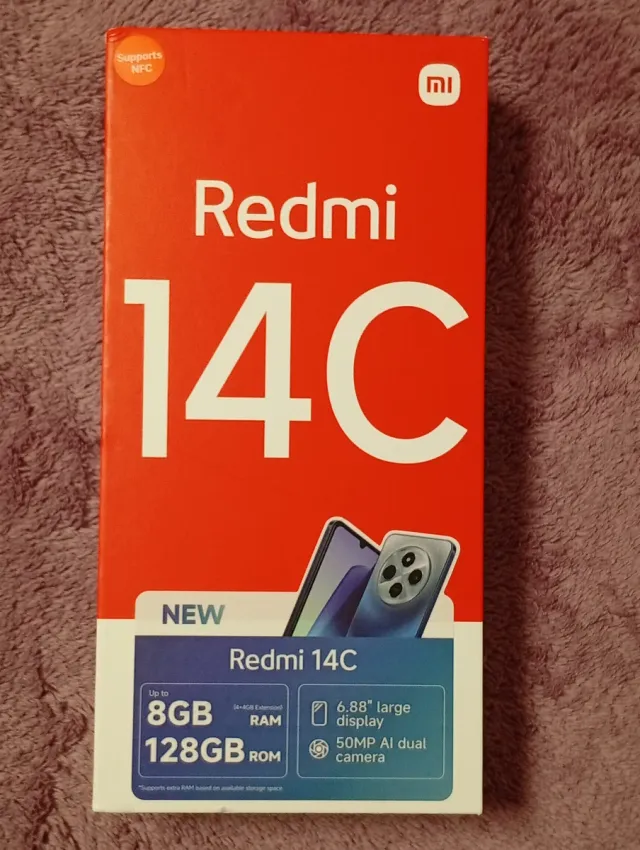 Supports
NFC
mi
Redmi
14C
NEW
Redmi 14C
Up to
8GB (4+4GB Extension) RAM
128GB ROM
6.88" large
display
50MP AI dual
camera
*Supports extra RAM based on available storage space